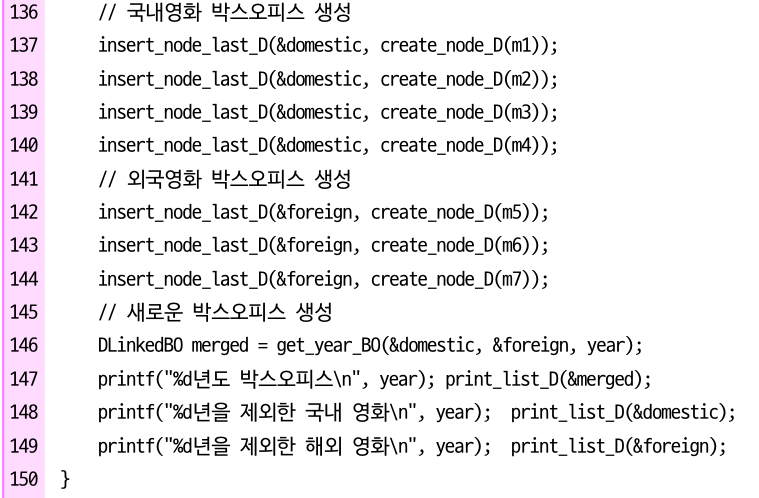 136 // 국내영화 박스오피스 생성
137 insert_node_last_D(&domestic, create_node_D(m1));
138 insert_node_last_D(&domestic, create_node_D(m2));
139 insert_node_last_D(&domestic, create_node_D(m3));
140 insert_node_last_D(&domestic, create_node_D(m4));
141 // 외국영화 박스오피스 생성
142 insert_node_last_D(&foreign, create_node_D(m5));
143 insert_node_last_D(&foreign, create_node_D(m6));
144 insert_node_last_D(&foreign, create_node_D(m7));
145 // 새로운 박스오피스 생성
146 DLinkedBO merged = get_year_BO(&domestic, &foreign, year);
147 printf("%d년도 박스오피스\n", year); print_list_D(&merged);
148 printf("%d년을 제외한 국내 영화\n", year);  print_list_D(&domestic);
149 printf("%d년을 제외한 해외 영화\n", year);  print_list_D(&foreign);
150 }